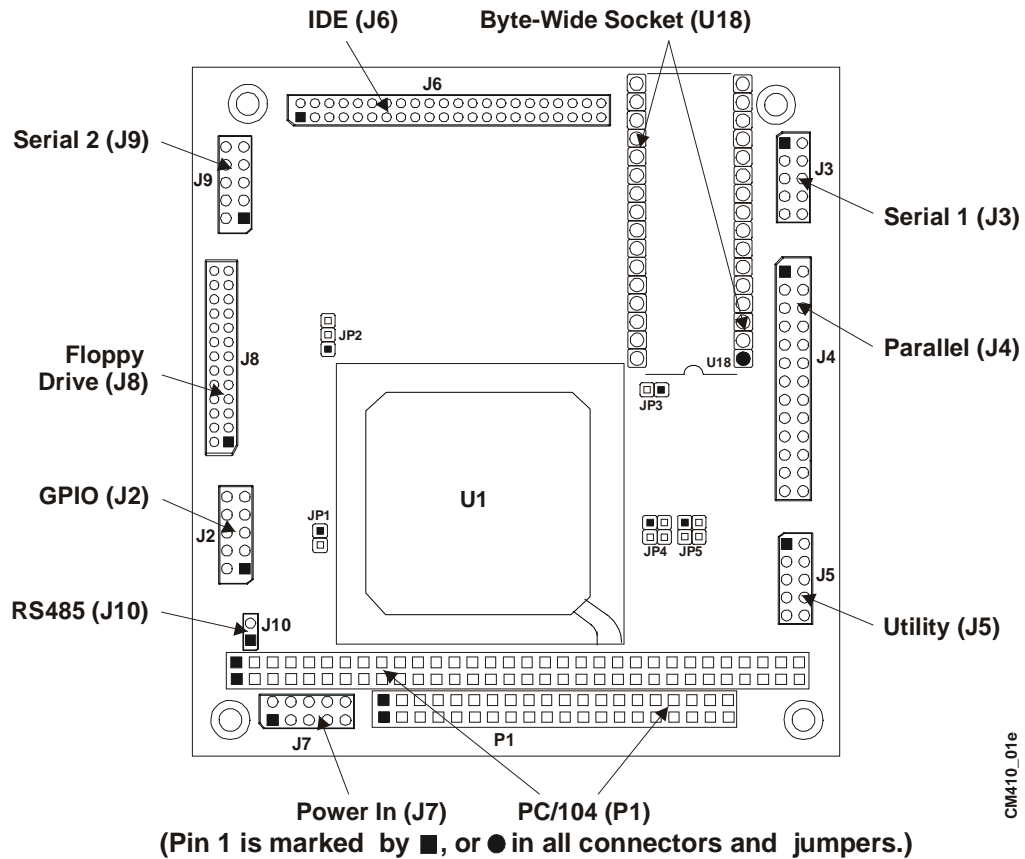 IDE (J6)
Byte-Wide Socket (U18)
J6
Serial 2 (J9)
J9
J3
Serial 1 (J3)
JP2
J8
Floppy
Drive (J8)
U18
J4
Parallel (J4)
JP3
GPIO (J2)
J2
JP1
U1
JP4
JP5
J5
Utility (J5)
RS485 (J10)
J10
J7
P1
Power In (J7)
PC/104 (P1)
(Pin 1 is marked by ■, or ● in all connectors and jumpers.)
CM410_01e